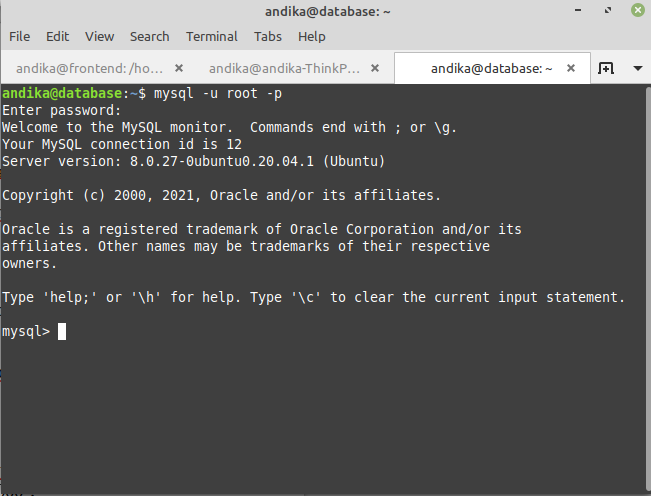 andika@database: ~
File Edit View Search Terminal Tabs Help
andika@frontend: /ho... andika@andika-ThinkP... andika@database: ~
andika@database:~$ mysql -u root -p
Enter password:
Welcome to the MySQL monitor.  Commands end with ; or \g.
Your MySQL connection id is 12
Server version: 8.0.27-0ubuntu0.20.04.1 (Ubuntu)
Copyright (c) 2000, 2021, Oracle and/or its affiliates.
Oracle is a registered trademark of Oracle Corporation and/or its
affiliates. Other names may be trademarks of their respective
owners.
Type 'help;' or '\h' for help. Type '\c' to clear the current input statement.
mysql>